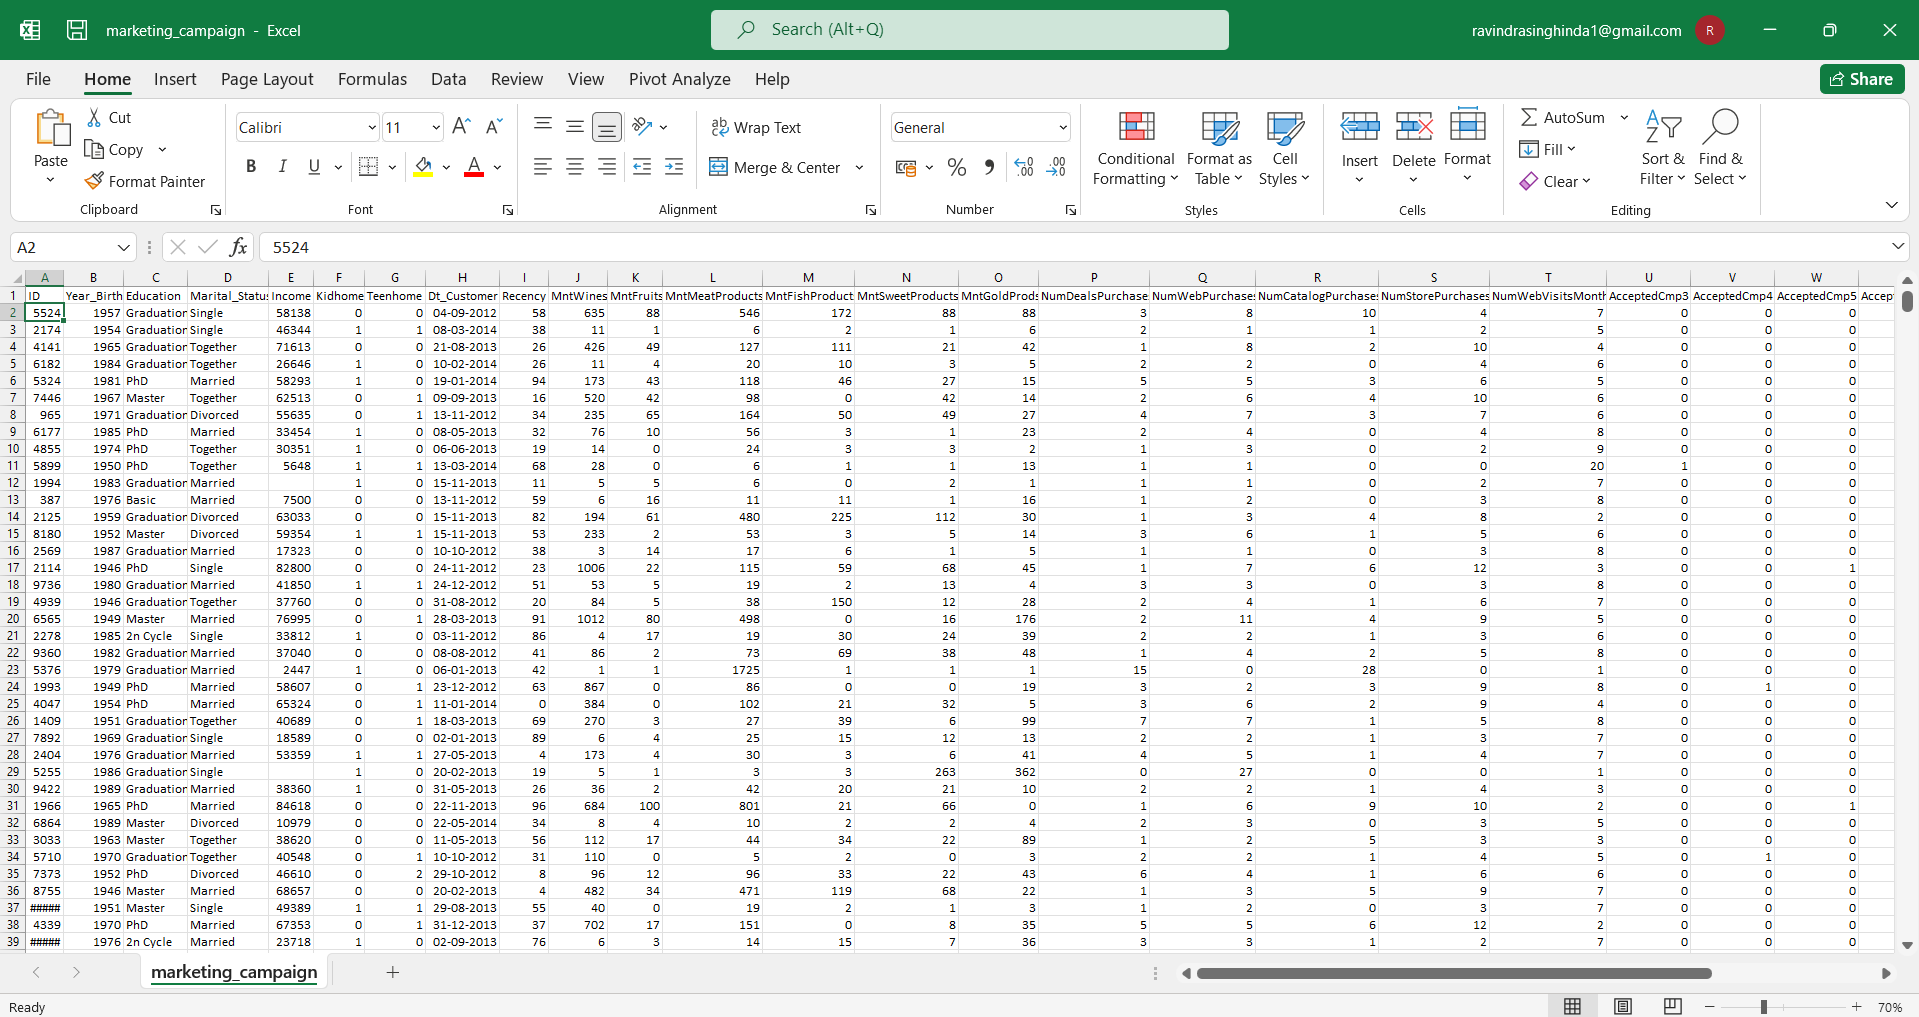 marketing_campaign - Excel
Search (Alt+Q)
ravindrasinghinda1@gmail.com R
File Home Insert Page Layout Formulas Data Review View Pivot Analyze Help Share
Paste Cut Copy Format Painter Clipboard
Calibri 11 A^ Aˇ B I U A Font
ab Wrap Text Merge & Center Alignment
General % , .00 .00 Number
Conditional Formatting Format as Table Cell Styles Styles
Insert Delete Format Cells
AutoSum Fill Clear Sort & Filter Find & Select Editing
A2 fx 5524
A B C D E F G H I J K L M N O P Q R S T U V W
1 ID Year_Birth Education Marital_Statu Income Kidhome Teenhome Dt_Customer Recency MntWines MntFruits MntMeatProducts MntFishProduct MntSweetProducts MntGoldProds NumDealsPurchase NumWebPurchase NumCatalogPurchase NumStorePurchases NumWebVisitsMonth AcceptedCmp3 AcceptedCmp4 AcceptedCmp5 Accep
2 5524 1957 Graduation Single 58138 0 0 04-09-2012 58 635 88 546 172 88 88 3 8 10 4 7 0 0 0
3 2174 1954 Graduation Single 46344 1 1 08-03-2014 38 11 1 6 2 1 6 2 1 1 2 5 0 0 0
4 4141 1965 Graduation Together 71613 0 0 21-08-2013 26 426 49 127 111 21 42 1 8 2 10 4 0 0 0
5 6182 1984 Graduation Together 26646 1 0 10-02-2014 26 11 4 20 10 3 5 2 2 0 4 6 0 0 0
6 5324 1981 PhD Married 58293 1 0 19-01-2014 94 173 43 118 46 27 15 5 5 3 6 5 0 0 0
7 7446 1967 Master Together 62513 0 1 09-09-2013 16 520 42 98 0 42 14 2 6 4 10 6 0 0 0
8 965 1971 Graduation Divorced 55635 0 1 13-11-2012 34 235 65 164 50 49 27 4 7 3 7 6 0 0 0
9 6177 1985 PhD Married 33454 1 0 08-05-2013 32 76 10 56 3 1 23 2 4 0 4 8 0 0 0
10 4855 1974 PhD Together 30351 1 0 06-06-2013 19 14 0 24 3 3 2 1 3 0 2 9 0 0 0
11 5899 1950 PhD Together 5648 1 1 13-03-2014 68 28 0 6 1 1 13 1 1 0 0 20 1 0 0
12 1994 1983 Graduation Married 1 0 15-11-2013 11 5 5 6 0 2 1 1 1 0 2 7 0 0 0
13 387 1976 Basic Married 7500 0 0 13-11-2012 59 6 16 11 11 1 16 1 2 0 3 8 0 0 0
14 2125 1959 Graduation Divorced 63033 0 0 15-11-2013 82 194 61 480 225 112 30 1 3 4 8 2 0 0 0
15 8180 1952 Master Divorced 59354 1 1 15-11-2013 53 233 2 53 3 5 14 3 6 1 5 6 0 0 0
16 2569 1987 Graduation Married 17323 0 0 10-10-2012 38 3 14 17 6 1 5 1 1 0 3 8 0 0 0
17 2114 1946 PhD Single 82800 0 0 24-11-2012 23 1006 22 115 59 68 45 1 7 6 12 3 0 0 1
18 9736 1980 Graduation Married 41850 1 1 24-12-2012 51 53 5 19 2 13 4 3 3 0 3 8 0 0 0
19 4939 1946 Graduation Together 37760 0 0 31-08-2012 20 84 5 38 150 12 28 2 4 1 6 7 0 0 0
20 6565 1949 Master Married 76995 0 1 28-03-2013 91 1012 80 498 0 16 176 2 11 4 9 5 0 0 0
21 2278 1985 2n Cycle Single 33812 1 0 03-11-2012 86 4 17 19 30 24 39 2 2 1 3 6 0 0 0
22 9360 1982 Graduation Married 37040 0 0 08-08-2012 41 86 2 73 69 38 48 1 4 2 5 8 0 0 0
23 5376 1979 Graduation Married 2447 1 0 06-01-2013 42 1 1 1725 1 1 1 15 0 28 0 1 0 0 0
24 1993 1949 PhD Married 58607 0 1 23-12-2012 63 867 0 86 0 0 19 3 2 3 9 8 0 1 0
25 4047 1954 PhD Married 65324 0 1 11-01-2014 0 384 0 102 21 32 5 3 6 2 9 4 0 0 0
26 1409 1951 Graduation Together 40689 0 1 18-03-2013 69 270 3 27 39 6 99 7 7 1 5 8 0 0 0
27 7892 1969 Graduation Single 18589 0 0 02-01-2013 89 6 4 25 15 12 13 2 2 1 3 7 0 0 0
28 2404 1976 Graduation Married 53359 1 1 27-05-2013 4 173 4 30 3 6 41 4 5 1 4 7 0 0 0
29 5255 1986 Graduation Single 1 0 20-02-2013 19 5 1 3 3 263 362 0 27 0 0 1 0 0 0
30 9422 1989 Graduation Married 38360 1 0 31-05-2013 26 36 2 42 20 21 10 2 2 1 4 3 0 0 0
31 1966 1965 PhD Married 84618 0 0 22-11-2013 96 684 100 801 21 66 0 1 6 9 10 2 0 0 1
32 6864 1989 Master Divorced 10979 0 0 22-05-2014 34 8 4 10 2 2 4 2 3 0 3 5 0 0 0
33 3033 1963 Master Together 38620 0 0 11-05-2013 56 112 17 44 34 22 89 1 2 5 3 3 0 0 0
34 5710 1970 Graduation Together 40548 0 1 10-10-2012 31 110 0 5 2 0 3 2 2 1 4 5 0 1 0
35 7373 1952 PhD Divorced 46610 0 2 29-10-2012 8 96 12 96 33 22 43 6 4 1 6 6 0 0 0
36 8755 1946 Master Married 68657 0 0 20-02-2013 4 482 34 471 119 68 22 1 3 5 9 7 0 0 0
37 ##### 1951 Master Single 49389 1 1 29-08-2013 55 40 0 19 2 1 3 1 2 0 3 7 0 0 0
38 4339 1970 PhD Married 67353 0 1 31-12-2013 37 702 17 151 0 8 35 5 5 6 12 2 0 0 0
39 ##### 1976 2n Cycle Married 23718 1 0 02-09-2013 76 6 3 14 15 7 36 3 3 1 2 7 0 0 0
marketing_campaign +
Ready 70%